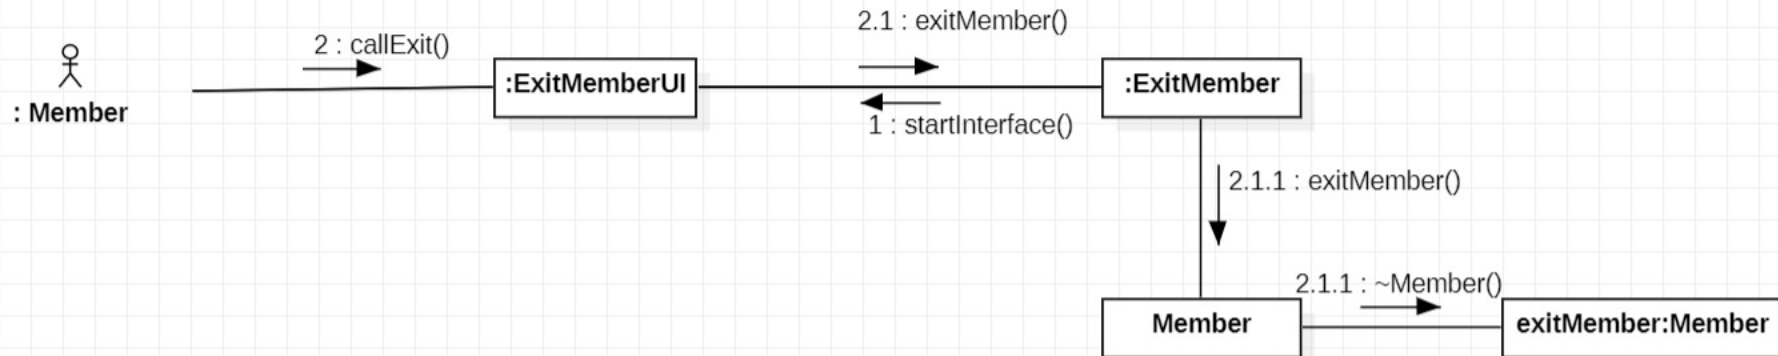 2.1 : exitMember()
2 : callExit()
: Member
:ExitMemberUI
:ExitMember
1 : startInterface()
2.1.1 : exitMember()
2.1.1 : ~Member()
Member
exitMember:Member